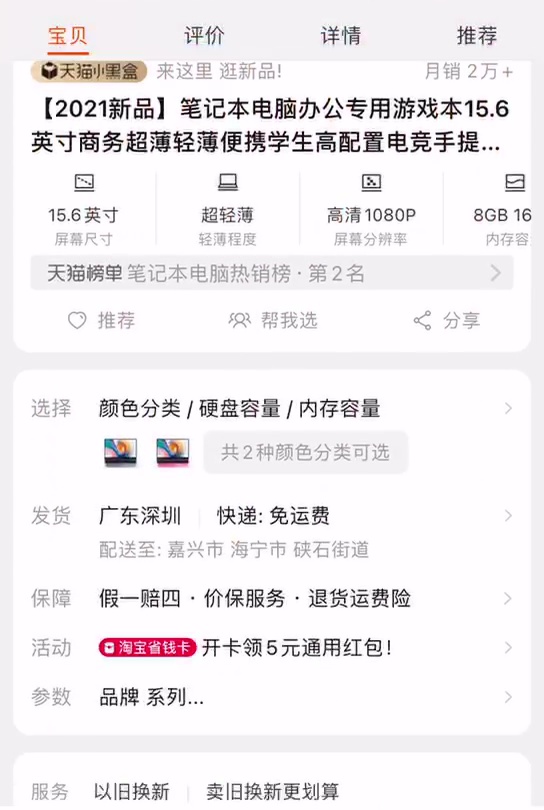 宝贝 评价 详情 推荐
天猫小黑盒 来这里 逛新品! 月销 2万+
【2021新品】笔记本电脑办公专用游戏本15.6
英寸商务超薄轻薄便携学生高配置电竞手提...
15.6英寸 超轻薄 高清1080P 8GB 16
屏幕尺寸 轻薄程度 屏幕分辨率 内存容
天猫榜单 笔记本电脑热销榜·第2名
推荐 帮我选 分享
选择 颜色分类 / 硬盘容量 / 内存容量
共2种颜色分类可选
发货 广东深圳 快递: 免运费
配送至: 嘉兴市 海宁市 硖石街道
保障 假一赔四 · 价保服务 · 退货运费险
活动 淘宝省钱卡 开卡领5元通用红包!
参数 品牌 系列...
服务 以旧换新 卖旧换新更划算